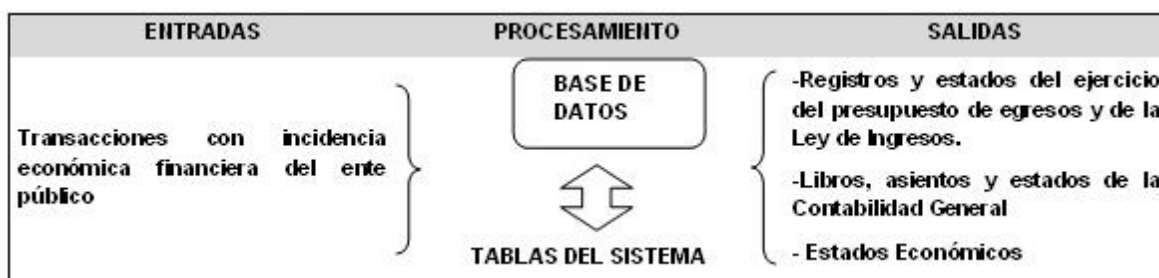 ENTRADAS
PROCESAMIENTO
SALIDAS
Transacciones con incidencia
económica financiera del ente
público
BASE DE
DATOS
TABLAS DEL SISTEMA
-Registros y estados del ejercicio
del presupuesto de egresos y de la
Ley de Ingresos.
-Libros, asientos y estados de la
Contabilidad General
- Estados Económicos